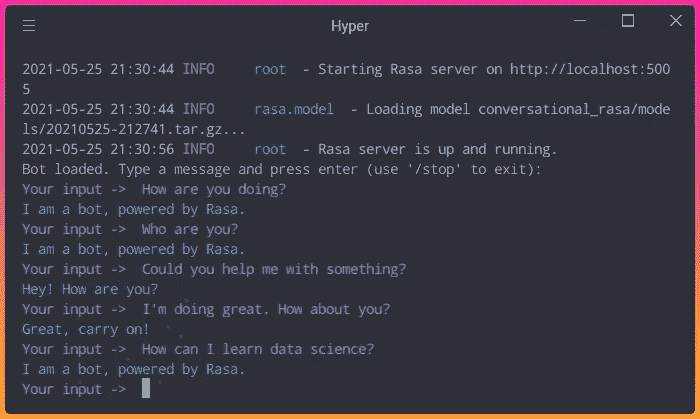 Hyper
2021-05-25 21:30:44 INFO root - Starting Rasa server on http://localhost:500
5
2021-05-25 21:30:44 INFO rasa.model - Loading model conversational_rasa/mode
ls/20210525-212741.tar.gz...
2021-05-25 21:30:56 INFO root - Rasa server is up and running.
Bot loaded. Type a message and press enter (use '/stop' to exit):
Your input -> How are you doing?
I am a bot, powered by Rasa.
Your input -> Who are you?
I am a bot, powered by Rasa.
Your input -> Could you help me with something?
Hey! How are you?
Your input -> I'm doing great. How about you?
Great, carry on!
Your input -> How can I learn data science?
I am a bot, powered by Rasa.
Your input ->